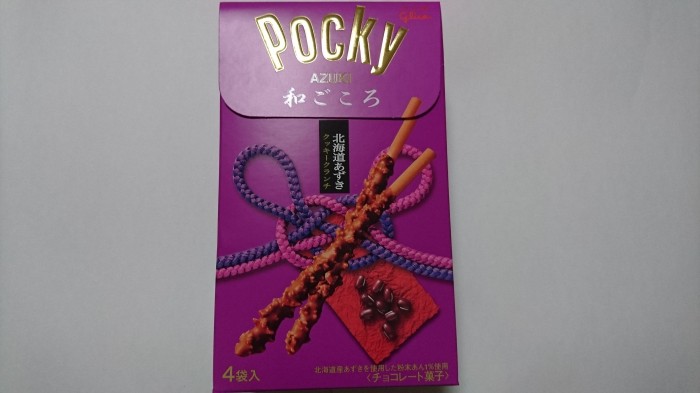 Glico
Pocky
AZUKI
和ごころ
北海道あずき
クッキークランチ
4袋入
北海道産あずきを使用した粉末あん1%使用
〈チョコレート菓子〉